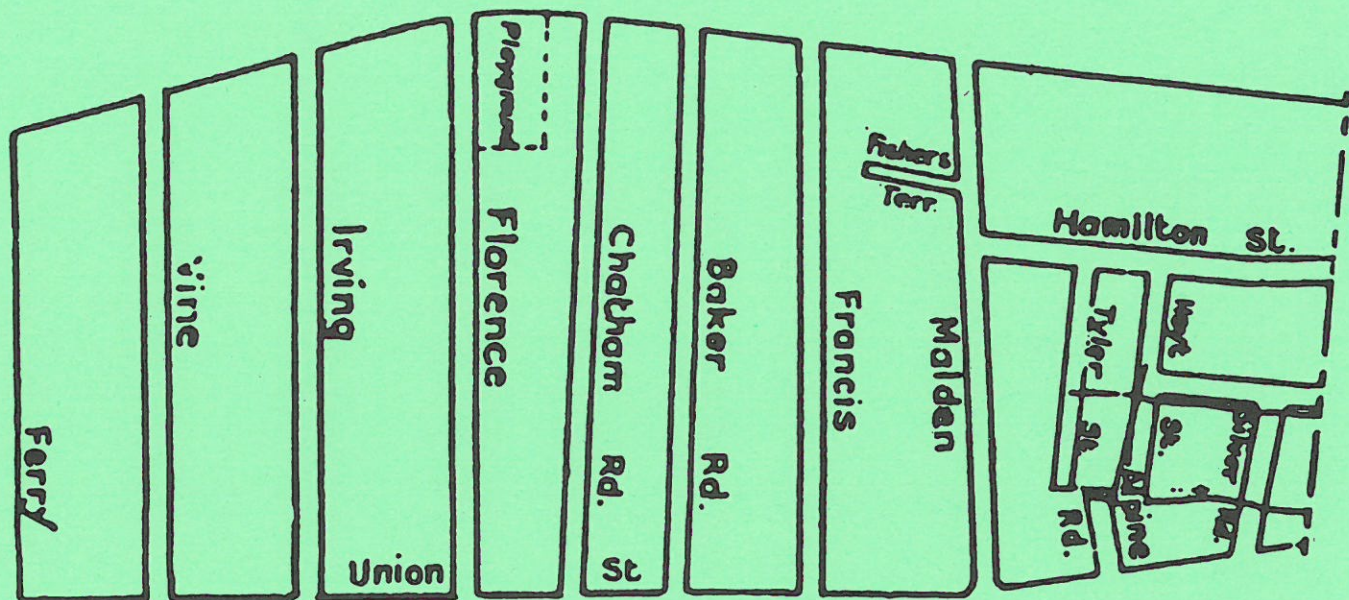 Ferry
Vine
Irving
Union
Playground
Florence
Chatham Rd.
St
Baker Rd.
Francis
Fishers
Terr.
Malden
Hamilton St.
Tyler St.
Hoyt St.
Silver Rd.
Alpine
Rd.